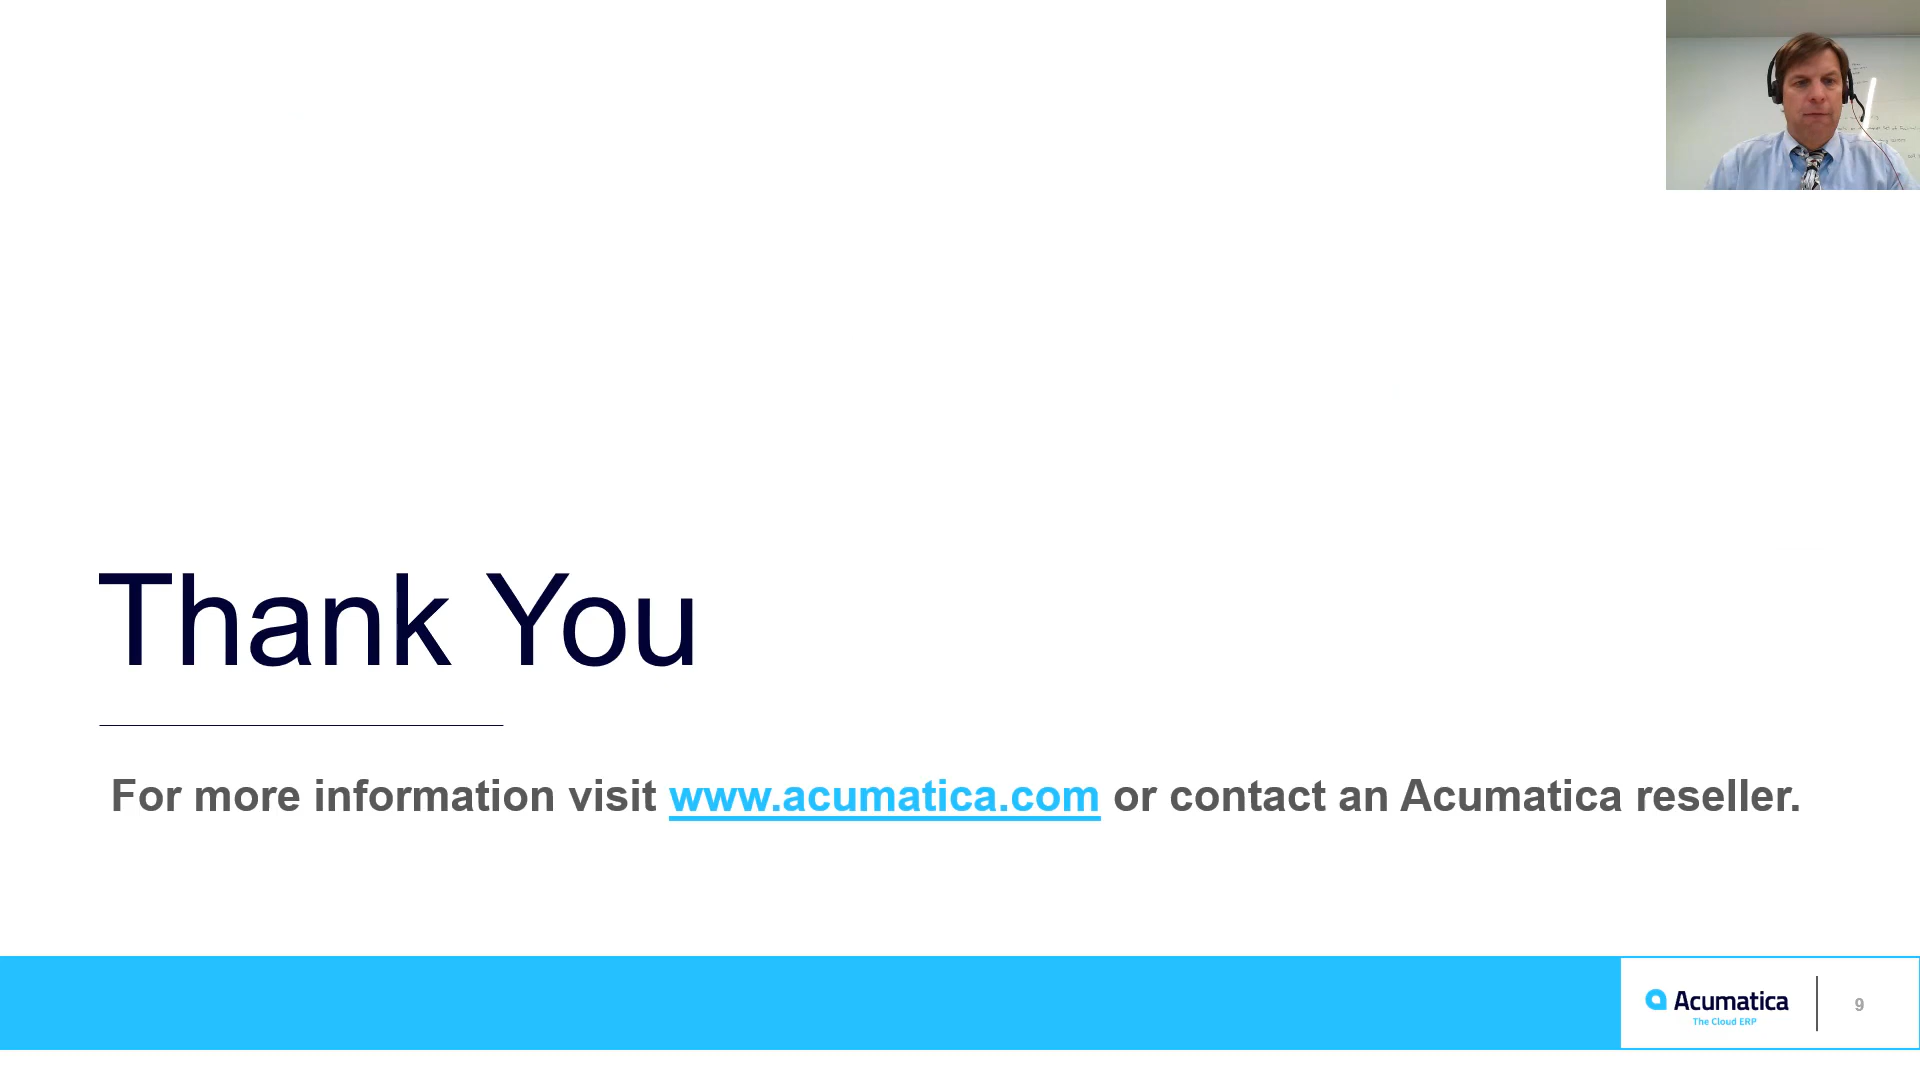 Thank You
For more information visit www.acumatica.com or contact an Acumatica reseller.
Acumatica
The Cloud ERP
9